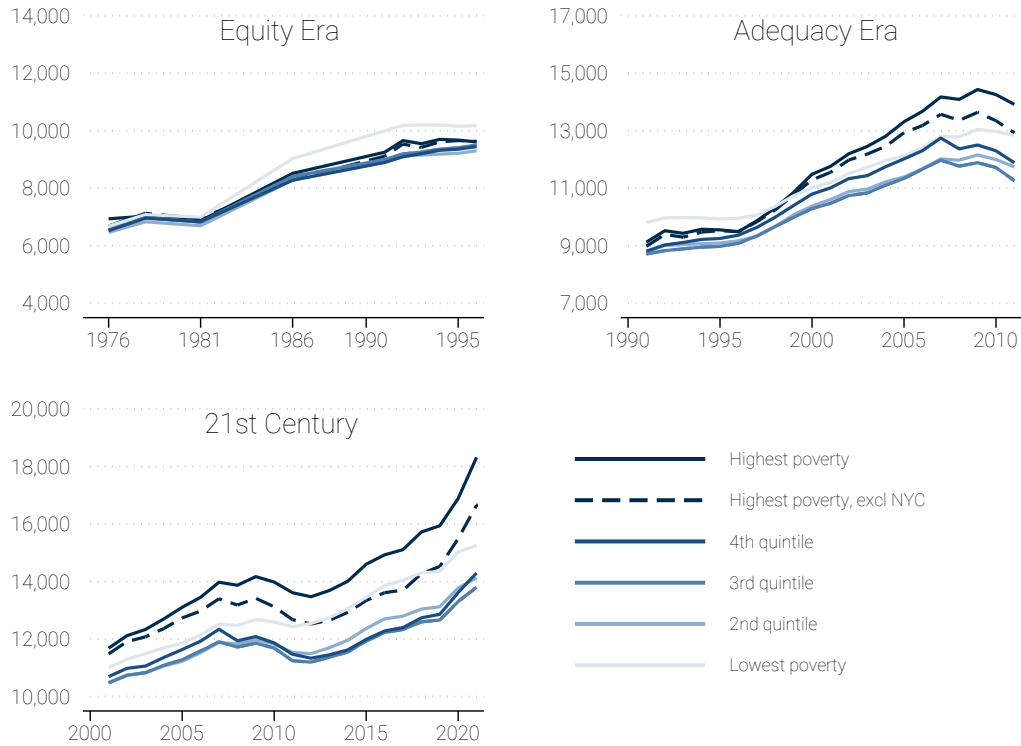 Equity Era
14,000
12,000
10,000
8,000
6,000
4,000
1976 1981 1986 1990 1995
Adequacy Era
17,000
15,000
13,000
11,000
9,000
7,000
1990 1995 2000 2005 2010
21st Century
20,000
18,000
16,000
14,000
12,000
10,000
2000 2005 2010 2015 2020
Highest poverty
Highest poverty, excl NYC
4th quintile
3rd quintile
2nd quintile
Lowest poverty